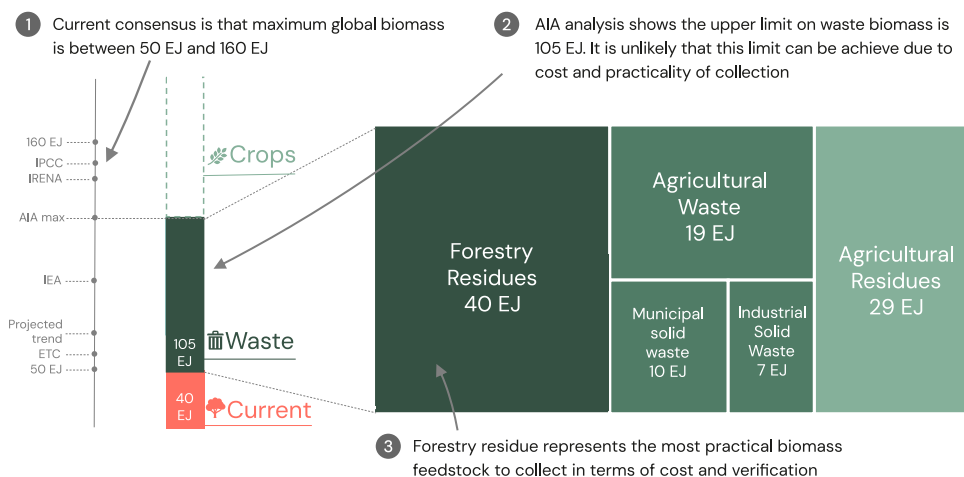 1 Current consensus is that maximum global biomass
is between 50 EJ and 160 EJ
2 AIA analysis shows the upper limit on waste biomass is
105 EJ. It is unlikely that this limit can be achieve due to
cost and practicality of collection
160 EJ
IPCC
IRENA
AIA max
IEA
Projected
trend
ETC
50 EJ
Crops
105
EJ
Waste
40
EJ
Current
Forestry
Residues
40 EJ
Agricultural
Waste
19 EJ
Municipal
solid
waste
10 EJ
Industrial
Solid
Waste
7 EJ
Agricultural
Residues
29 EJ
3 Forestry residue represents the most practical biomass
feedstock to collect in terms of cost and verification